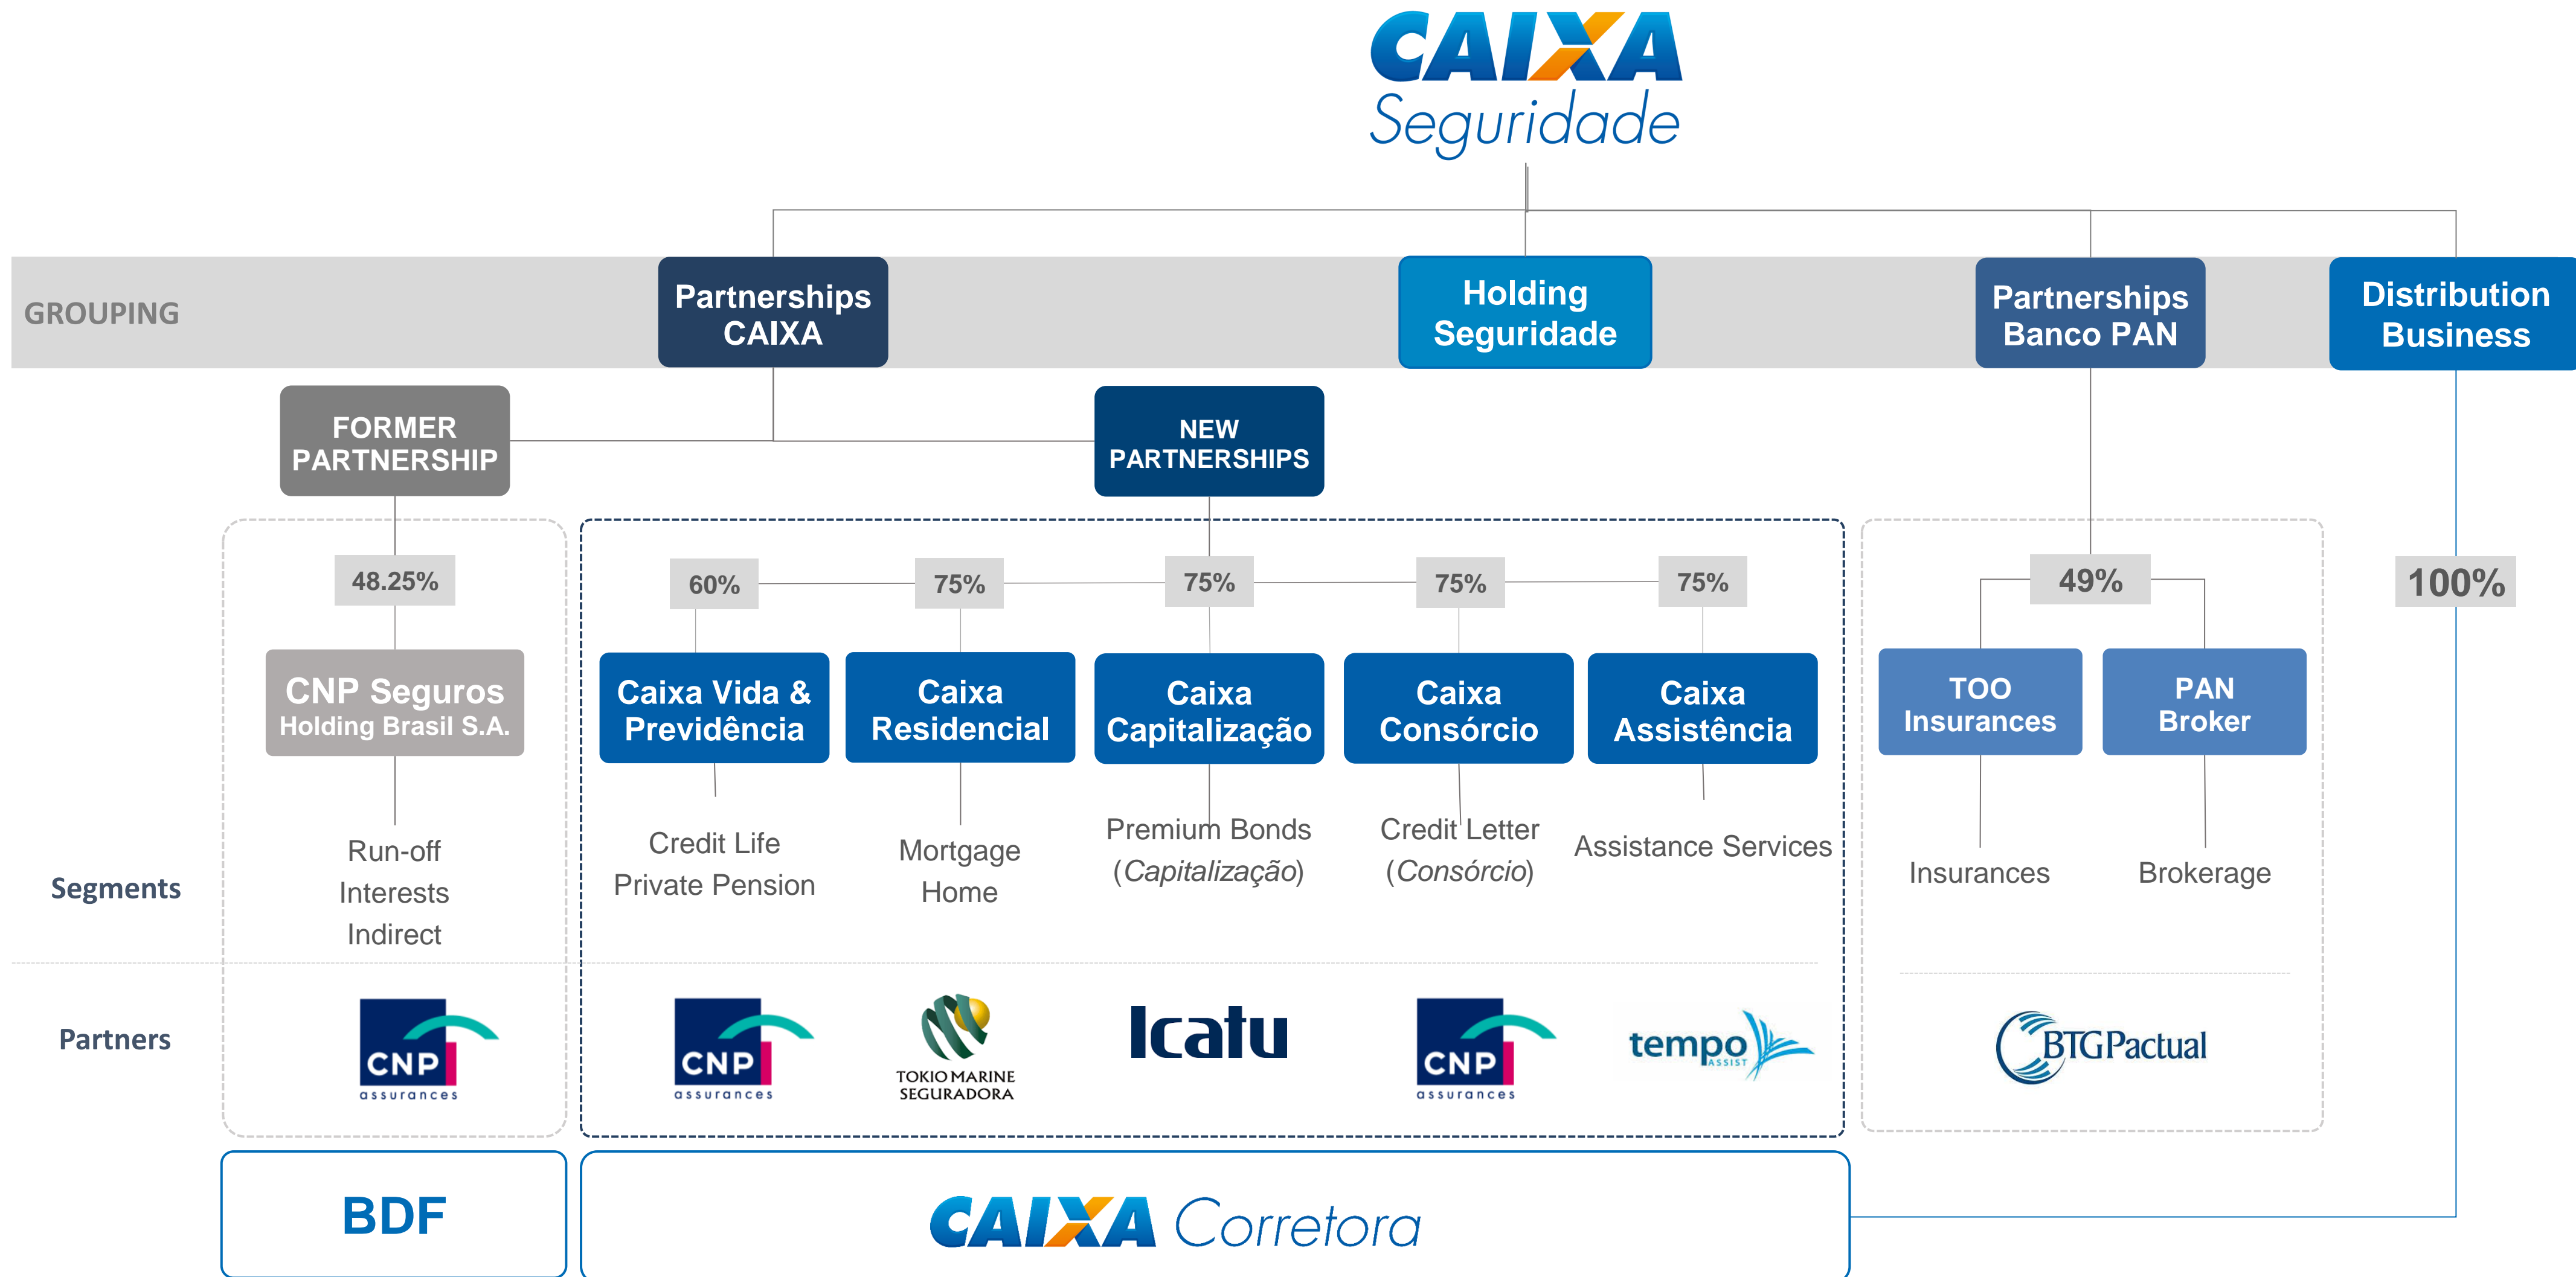 CAIXA
Seguridade
GROUPING
Partnerships
CAIXA
Holding
Seguridade
Partnerships
Banco PAN
Distribution
Business
FORMER
PARTNERSHIP
NEW
PARTNERSHIPS
48.25%
60%
75%
75%
75%
75%
49%
100%
CNP Seguros
Holding Brasil S.A.
Caixa Vida &
Previdência
Caixa
Residencial
Caixa
Capitalização
Caixa
Consórcio
Caixa
Assistência
TOO
Insurances
PAN
Broker
Segments
Run-off
Interests
Indirect
Credit Life
Private Pension
Mortgage
Home
Premium Bonds
(Capitalização)
Credit Letter
(Consórcio)
Assistance Services
Insurances
Brokerage
Partners
CNP
assurances
CNP
assurances
TOKIO MARINE
SEGURADORA
Icatu
CNP
assurances
tempo
ASSIST
BTGPactual
BDF
CAIXA Corretora